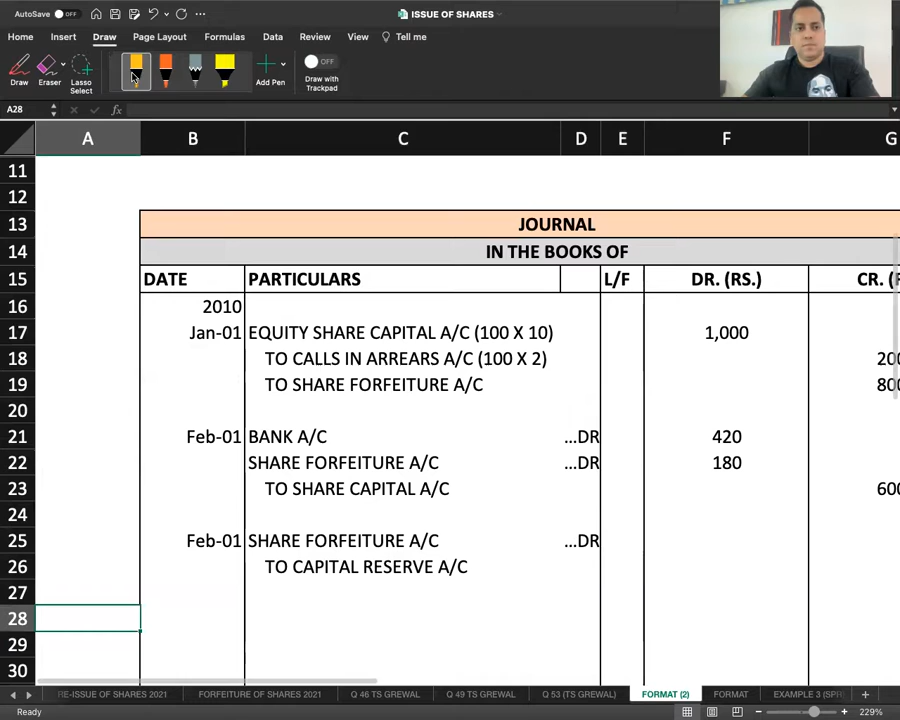 AutoSave OFF ISSUE OF SHARES
Home Insert Draw Page Layout Formulas Data Review View Tell me
OFF
Draw Eraser Lasso Select Add Pen Draw with Trackpad
A28 fx
A B C D E F G
11
12
13 JOURNAL
14 IN THE BOOKS OF
15 DATE PARTICULARS L/F DR. (RS.) CR. (
16 2010
17 Jan-01 EQUITY SHARE CAPITAL A/C (100 X 10) 1,000
18 TO CALLS IN ARREARS A/C (100 X 2) 200
19 TO SHARE FORFEITURE A/C 800
20
21 Feb-01 BANK A/C ...DR 420
22 SHARE FORFEITURE A/C ...DR 180
23 TO SHARE CAPITAL A/C 600
24
25 Feb-01 SHARE FORFEITURE A/C ...DR
26 TO CAPITAL RESERVE A/C
27
28
29
30
RE-ISSUE OF SHARES 2021 FORFEITURE OF SHARES 2021 Q 46 TS GREWAL Q 49 TS GREWAL Q 53 (TS GREWAL) FORMAT (2) FORMAT EXAMPLE 3 (SPR
Ready 229%